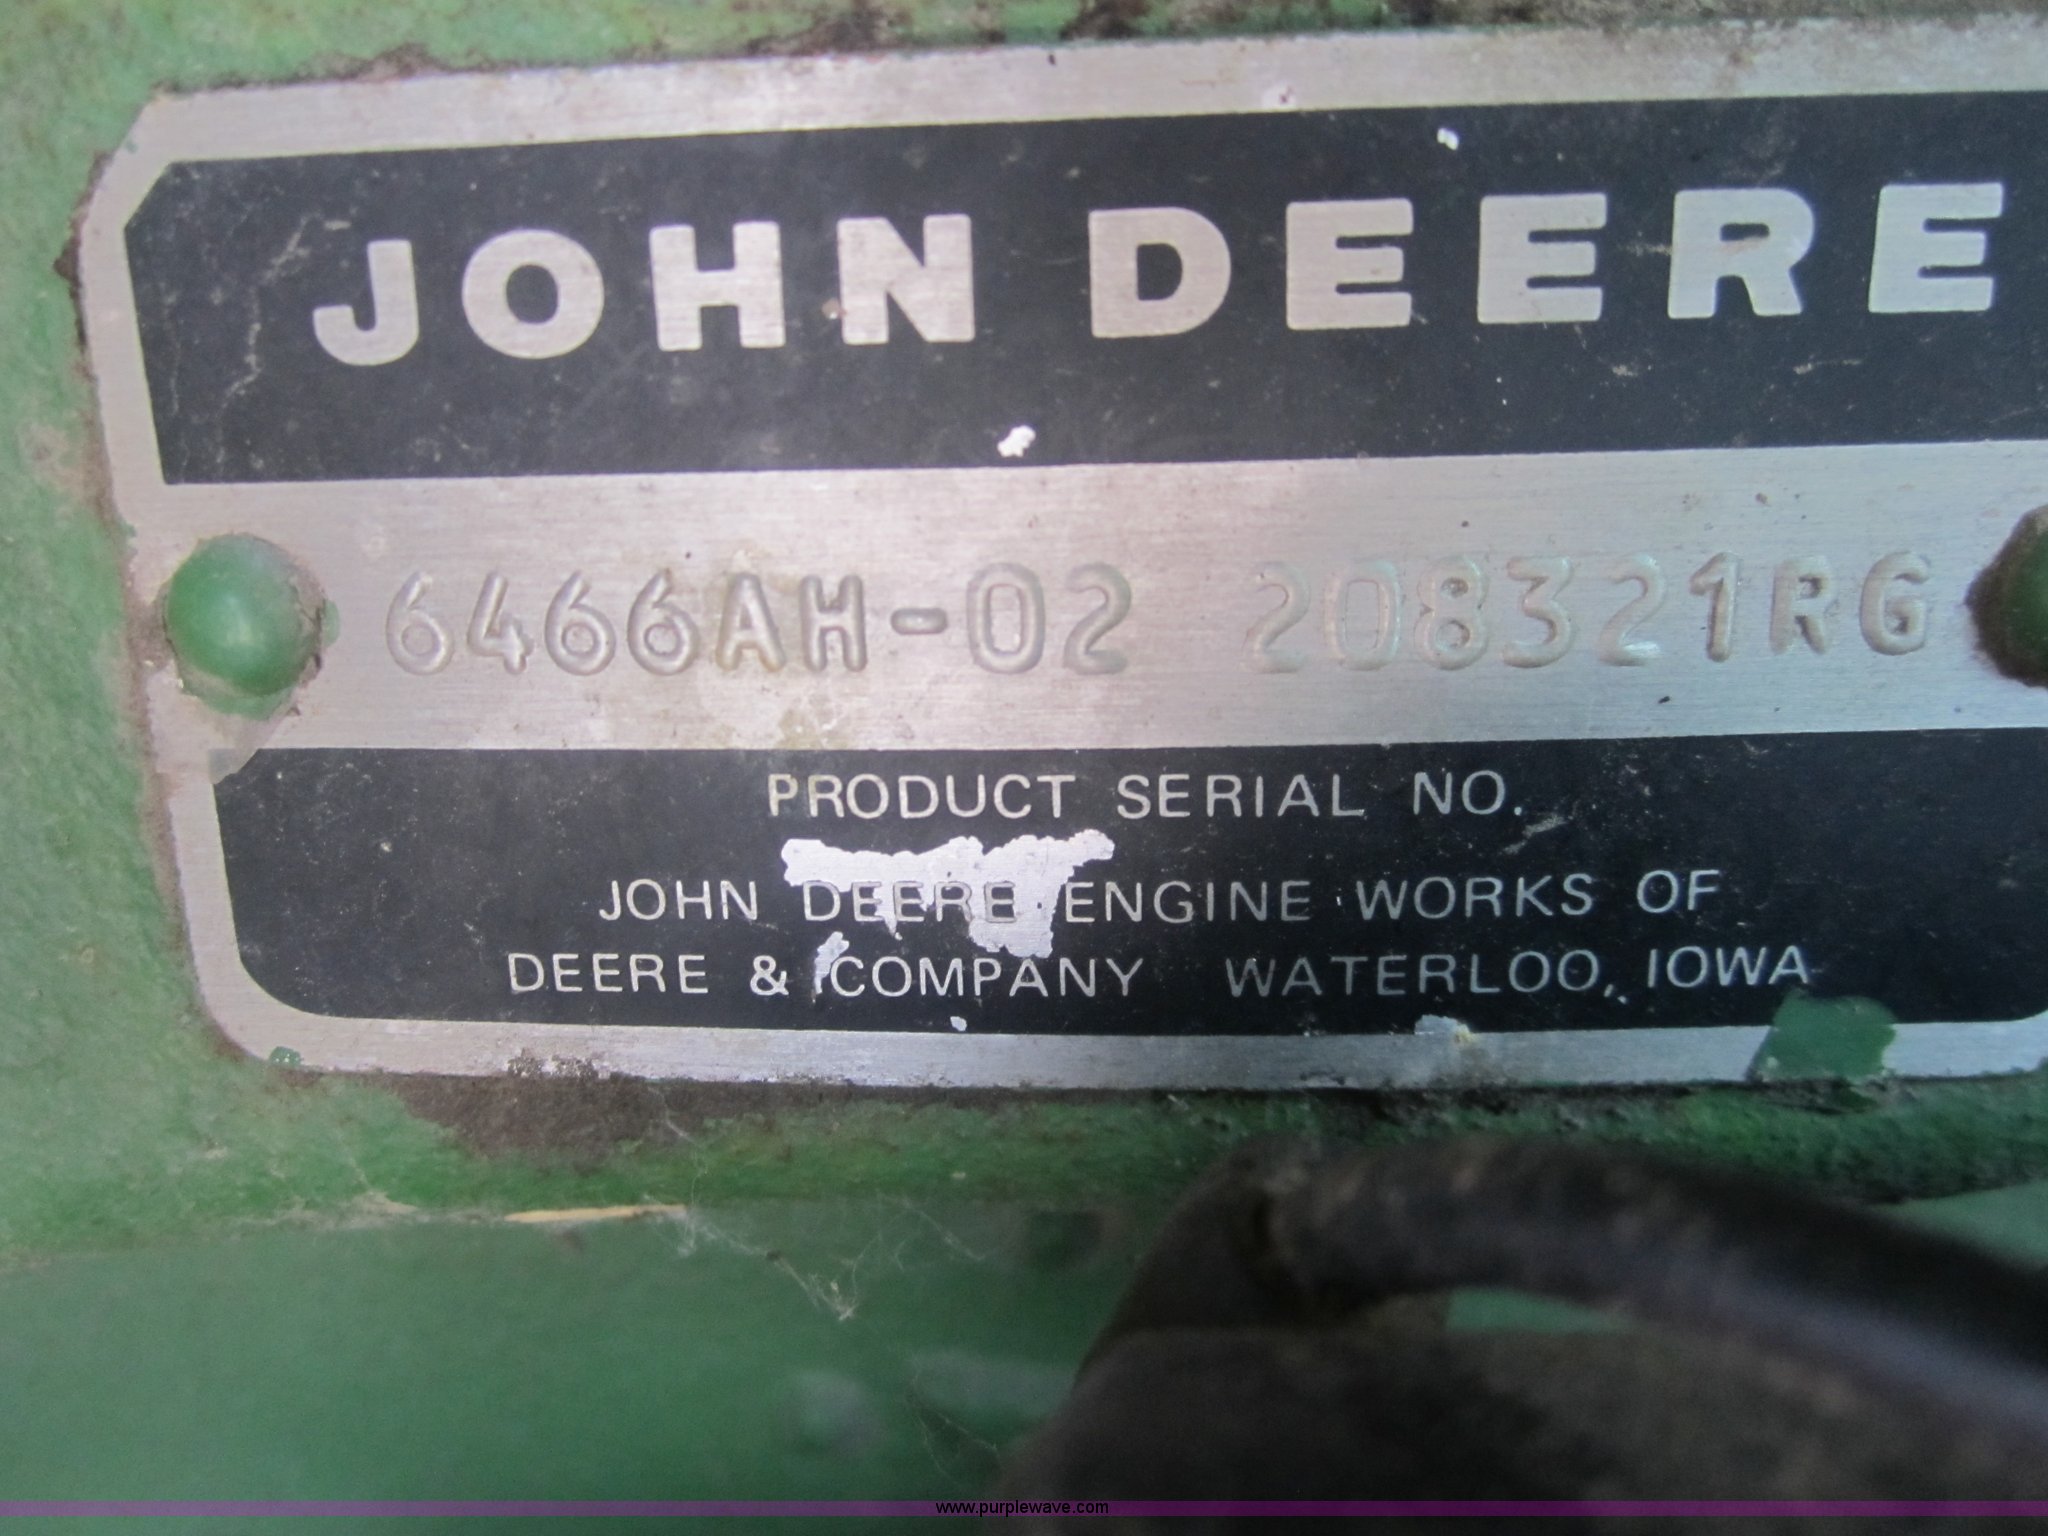 JOHN DEERE
6466AH-02 208321RG
PRODUCT SERIAL NO.
JOHN DEERE ENGINE WORKS OF
DEERE & COMPANY WATERLOO, IOWA
www.purplewave.com